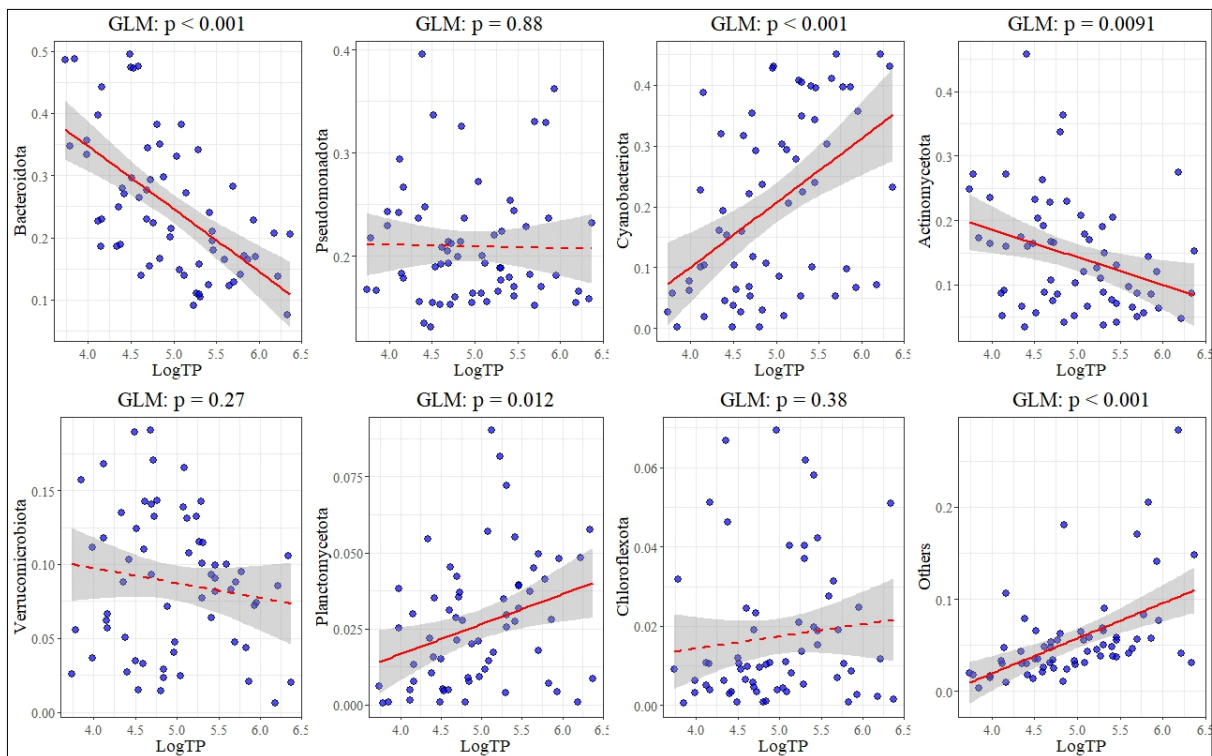 GLM: p < 0.001
GLM: p = 0.88
GLM: p < 0.001
GLM: p = 0.0091
Bacteroidota
0.5
0.4
0.3
0.2
0.1
4.0 4.5 5.0 5.5 6.0 6.5
LogTP
Pseudomonadota
0.4
0.3
0.2
4.0 4.5 5.0 5.5 6.0 6.5
LogTP
Cyanobacteriota
0.4
0.3
0.2
0.1
0.0
4.0 4.5 5.0 5.5 6.0 6.5
LogTP
Actinomycetota
0.4
0.3
0.2
0.1
4.0 4.5 5.0 5.5 6.0 6.5
LogTP
GLM: p = 0.27
GLM: p = 0.012
GLM: p = 0.38
GLM: p < 0.001
Verrucomicrobiota
0.15
0.10
0.05
0.00
4.0 4.5 5.0 5.5 6.0 6.5
LogTP
Planctomycetota
0.075
0.050
0.025
0.000
4.0 4.5 5.0 5.5 6.0 6.5
LogTP
Chloroflexota
0.06
0.04
0.02
0.00
4.0 4.5 5.0 5.5 6.0 6.5
LogTP
Others
0.2
0.1
0.0
4.0 4.5 5.0 5.5 6.0 6.5
LogTP